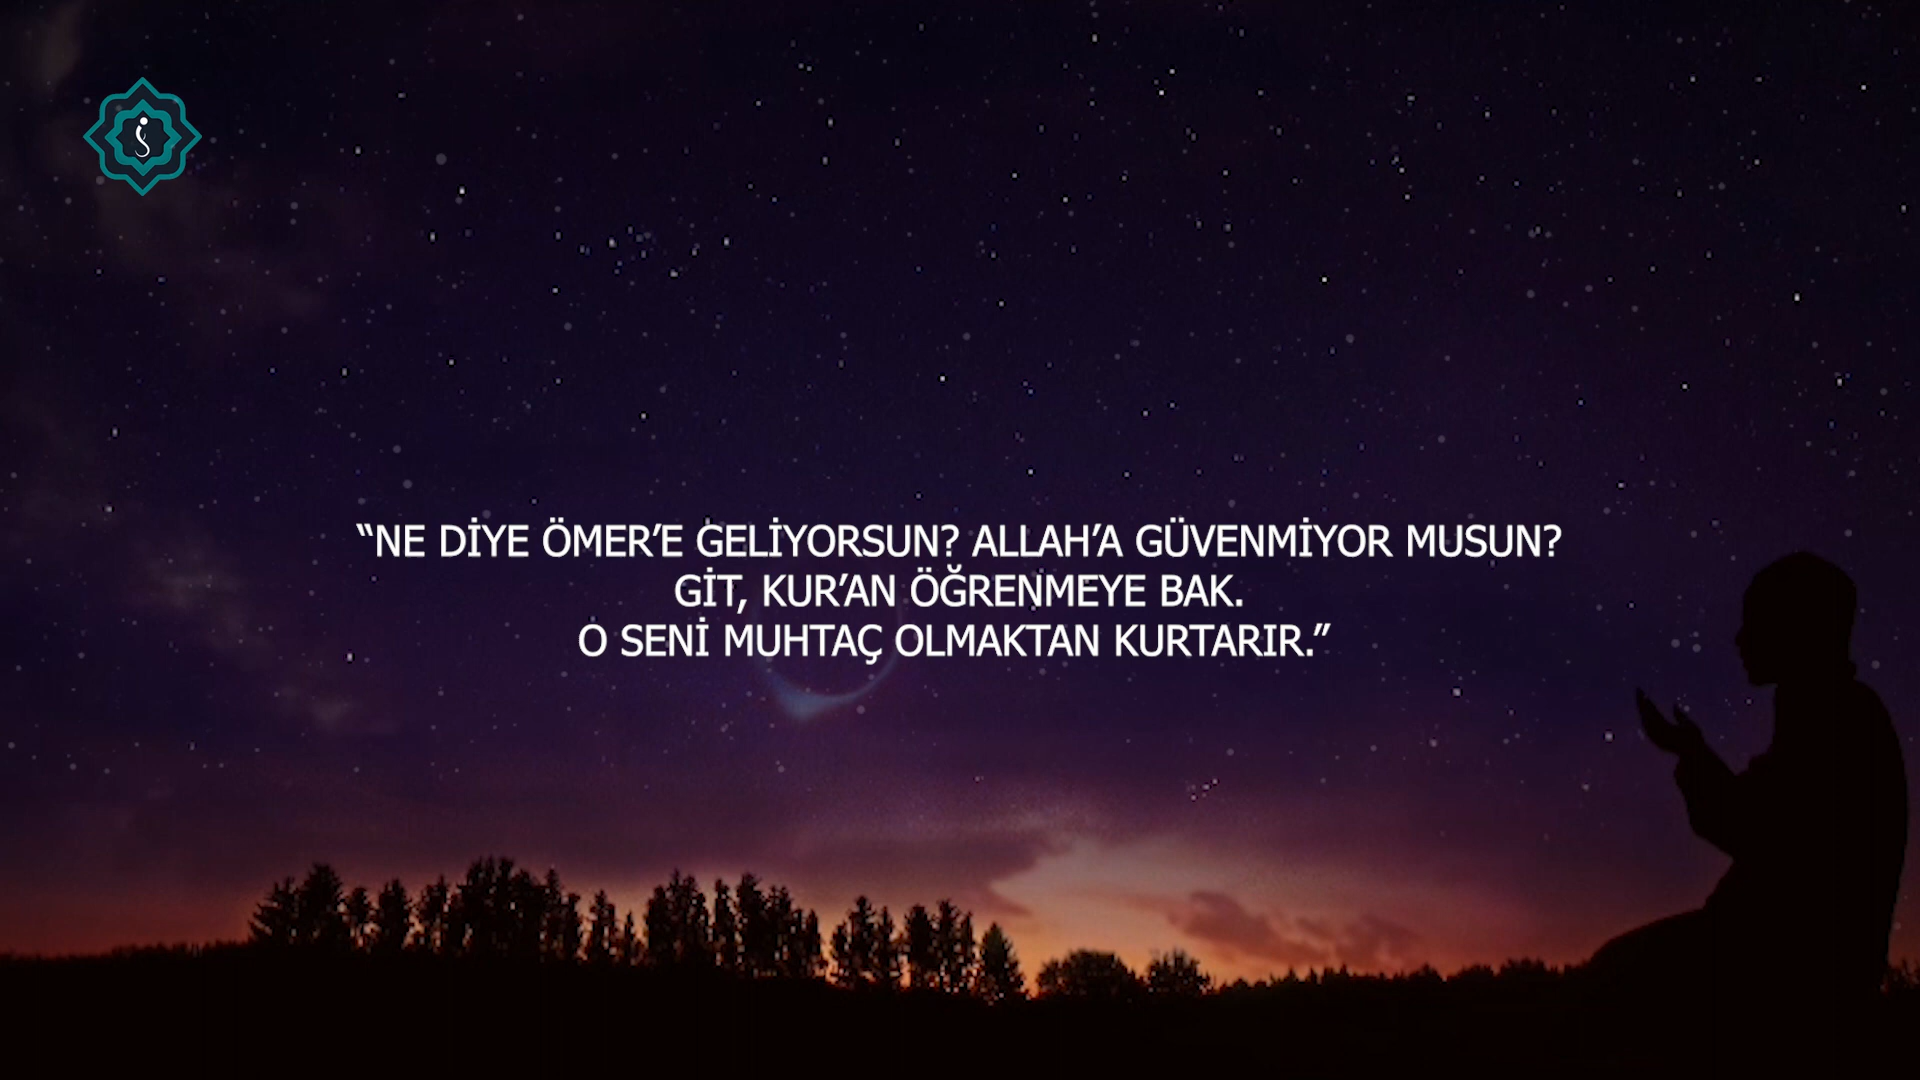 “NE DİYE ÖMER’E GELİYORSUN? ALLAH’A GÜVENMİYOR MUSUN?
GİT, KUR’AN ÖĞRENMEYE BAK.
O SENİ MUHTAÇ OLMAKTAN KURTARIR.”